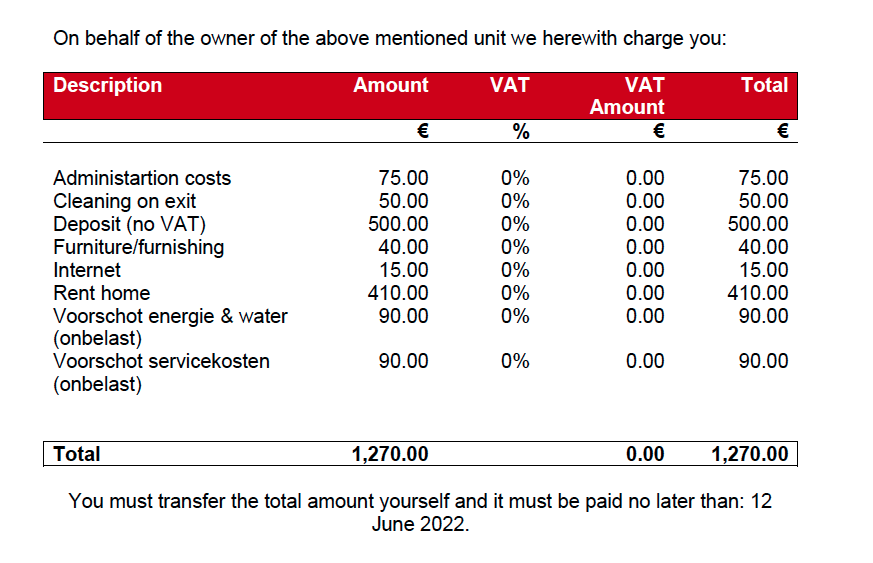 On behalf of the owner of the above mentioned unit we herewith charge you:
Description Amount VAT VAT Amount Total
€ % € €
Administartion costs 75.00 0% 0.00 75.00
Cleaning on exit 50.00 0% 0.00 50.00
Deposit (no VAT) 500.00 0% 0.00 500.00
Furniture/furnishing 40.00 0% 0.00 40.00
Internet 15.00 0% 0.00 15.00
Rent home 410.00 0% 0.00 410.00
Voorschot energie & water 90.00 0% 0.00 90.00
(onbelast)
Voorschot servicekosten 90.00 0% 0.00 90.00
(onbelast)
Total 1,270.00 0.00 1,270.00
You must transfer the total amount yourself and it must be paid no later than: 12
June 2022.